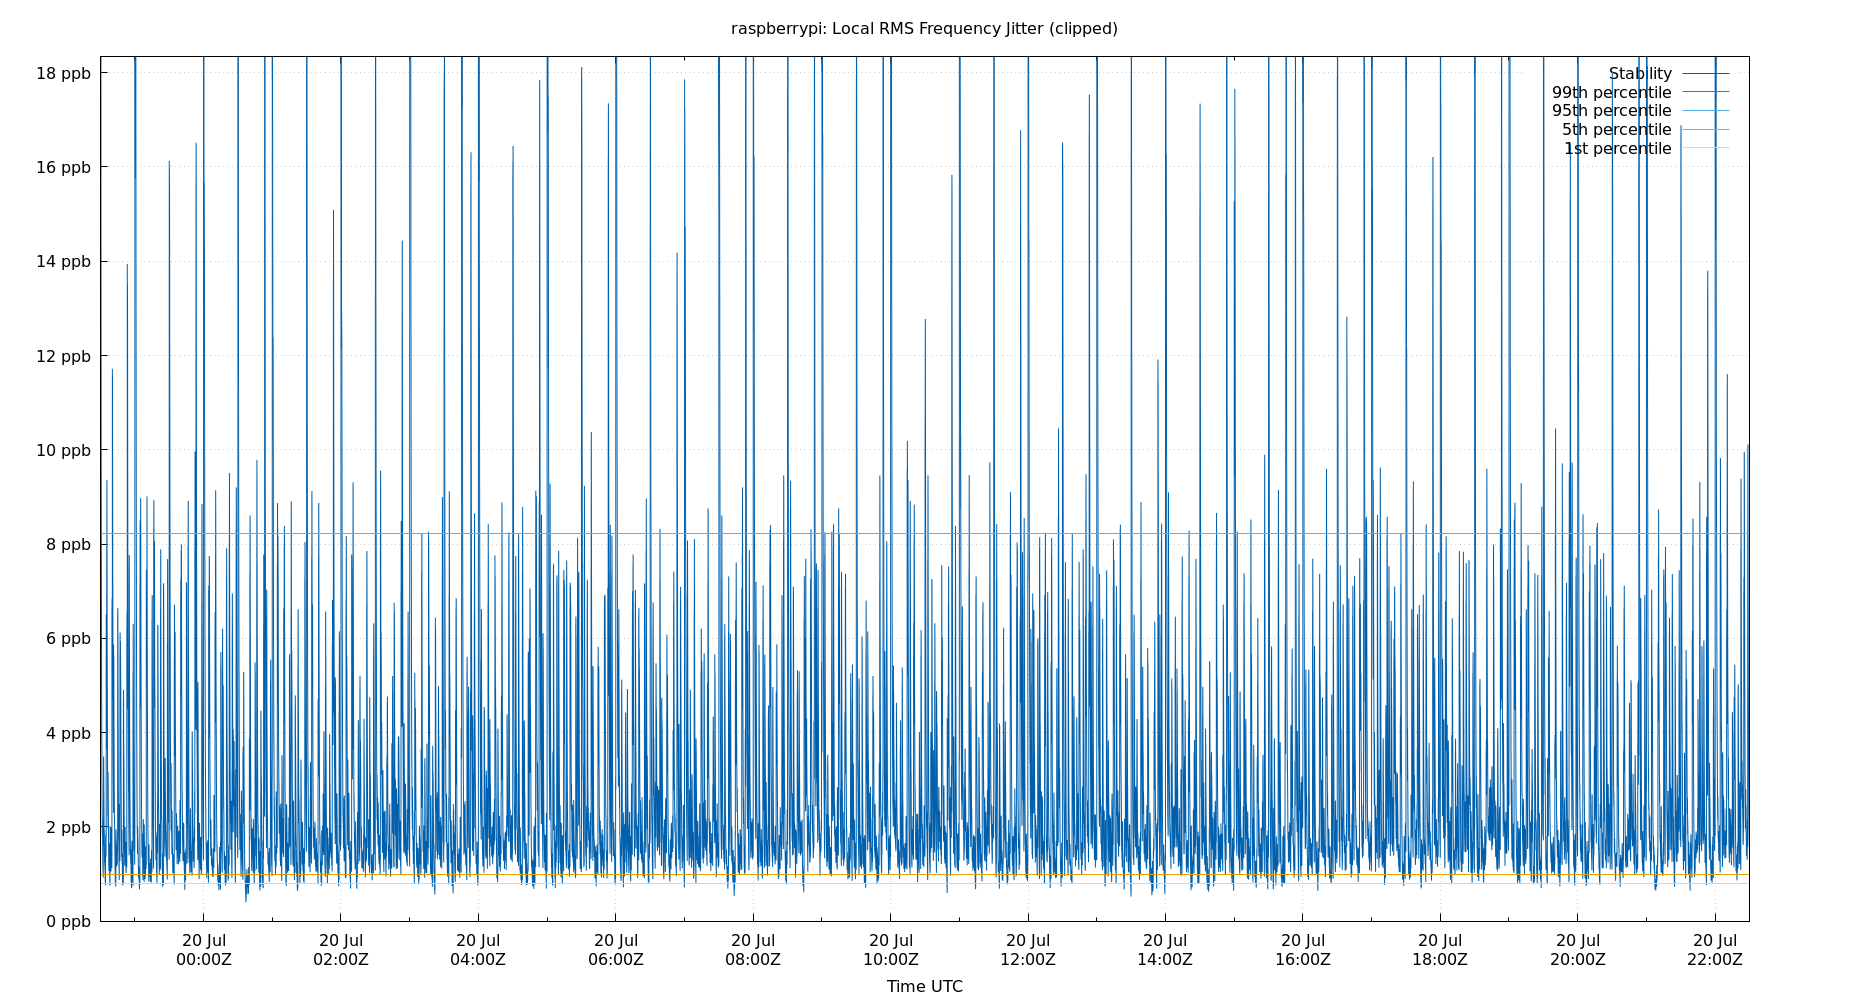 raspberrypi: Local RMS Frequency Jitter (clipped)
18 ppb
16 ppb
14 ppb
12 ppb
10 ppb
8 ppb
6 ppb
4 ppb
2 ppb
0 ppb
Stability
99th percentile
95th percentile
5th percentile
1st percentile
20 Jul 20 Jul 20 Jul 20 Jul 20 Jul 20 Jul 20 Jul 20 Jul 20 Jul 20 Jul 20 Jul 20 Jul
00:00Z 02:00Z 04:00Z 06:00Z 08:00Z 10:00Z 12:00Z 14:00Z 16:00Z 18:00Z 20:00Z 22:00Z
Time UTC